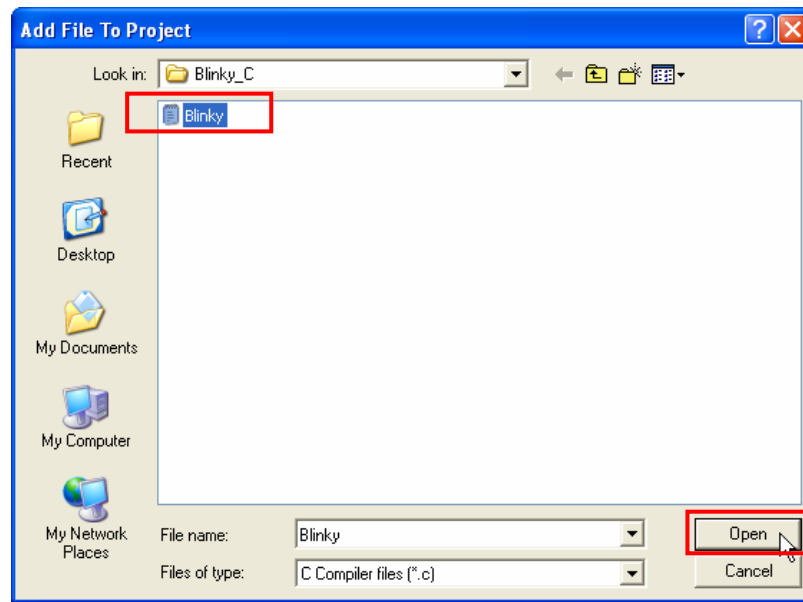 Add File To Project
Look in: Blinky_C
Blinky
Recent
Desktop
My Documents
My Computer
My Network
Places
File name: Blinky Open
Files of type: C Compiler files (*.c) Cancel